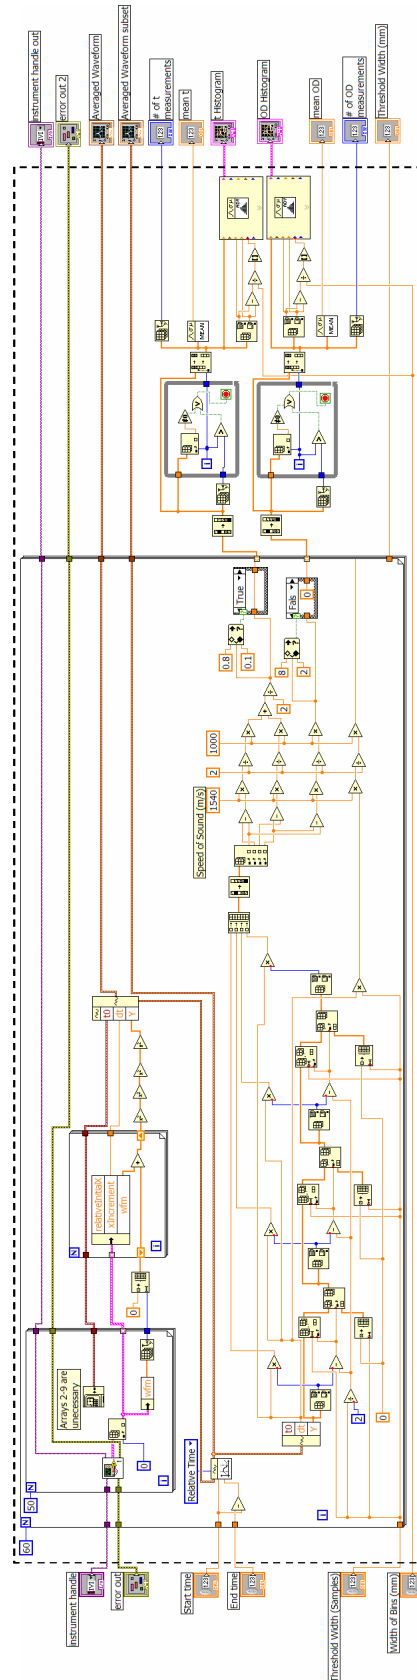 instrument handle out
error out 2
Averaged Waveform
Averaged Waveform subset
# of t
measurements
mean t
t Histogram
OD Histogram
mean OD
# of OD
measurements
Threshold Width (mm)
MEAN
MEAN
True
Fals
0
0.8
0.1
8
2
2
1000
2
1540
Speed of Sound (m/s)
t0
dt
Y
relativeInitialX
xIncrement
wfm
N
i
0
Arrays 2-9 are
unecessary
wfm
0
i
N
50
N
60
Relative Time
t0
dt
Y
2
0
i
instrument handle
error out
Start time
End time
Threshold Width (Samples)
Width of Bins (mm)